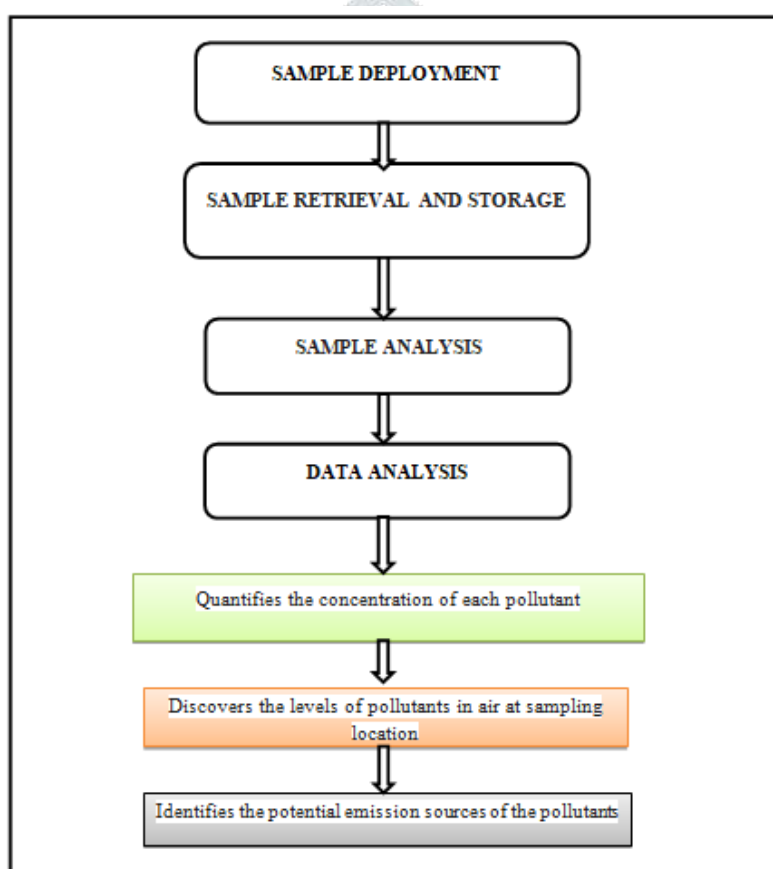 SAMPLE DEPLOYMENT
SAMPLE RETRIEVAL AND STORAGE
SAMPLE ANALYSIS
DATA ANALYSIS
Quantifies the concentration of each pollutant
Discovers the levels of pollutants in air at sampling
location
Identifies the potential emission sources of the pollutants